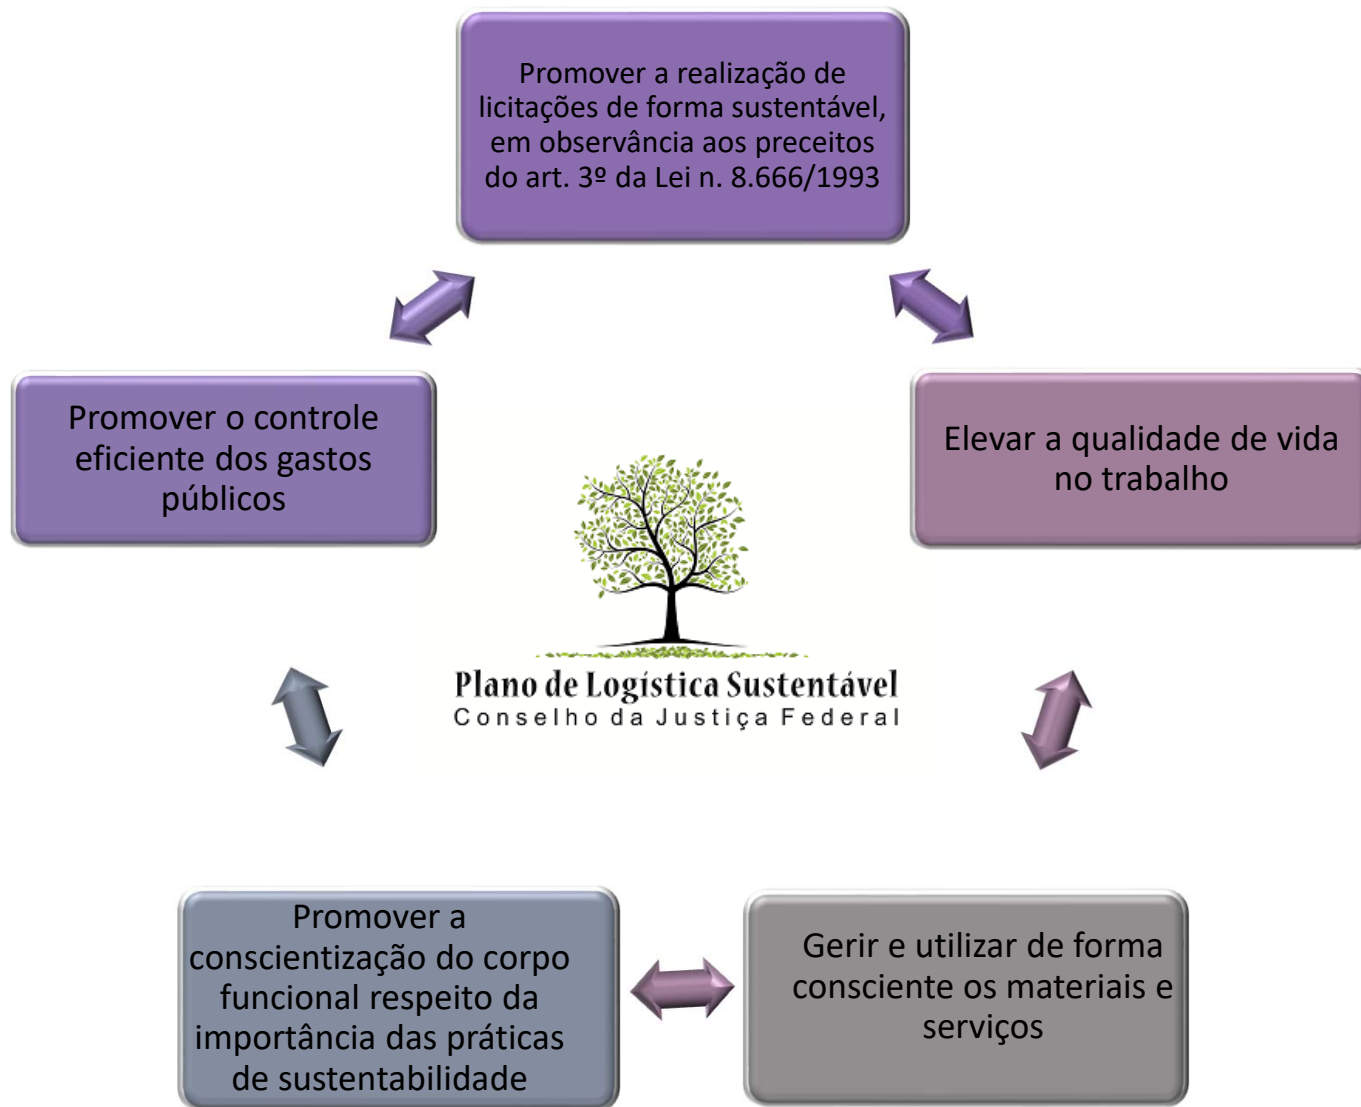 Promover a realização de
licitações de forma sustentável,
em observância aos preceitos
do art. 3º da Lei n. 8.666/1993
Promover o controle
eficiente dos gastos
públicos
Elevar a qualidade de vida
no trabalho
Plano de Logística Sustentável
Conselho da Justiça Federal
Promover a
conscientização do corpo
funcional respeito da
importância das práticas
de sustentabilidade
Gerir e utilizar de forma
consciente os materiais e
serviços